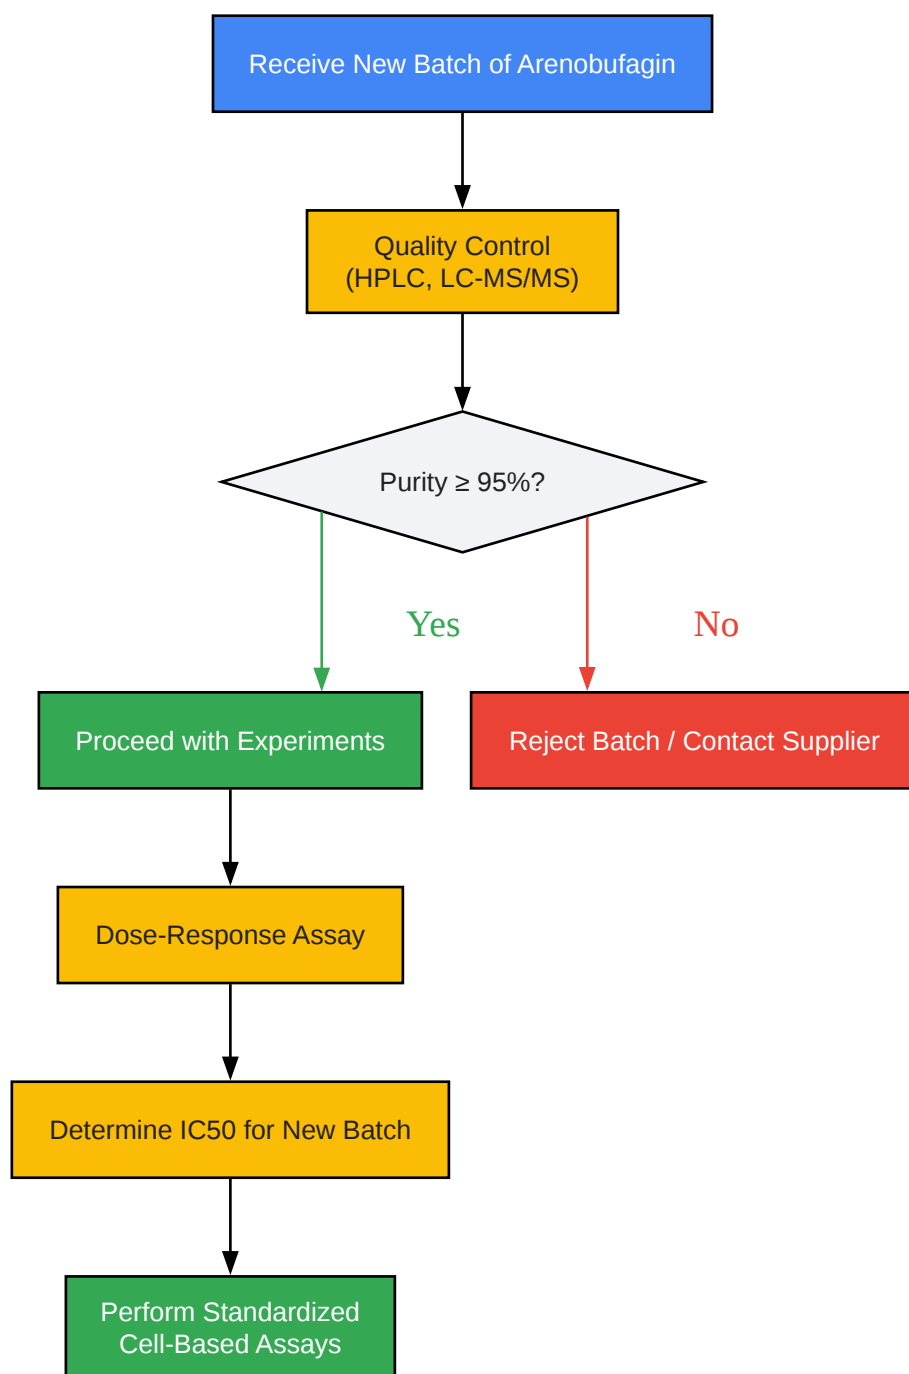 Receive New Batch of Arenobufagin
Quality Control
(HPLC, LC-MS/MS)
Purity ≥ 95%?
Yes
No
Proceed with Experiments
Reject Batch / Contact Supplier
Dose-Response Assay
Determine IC50 for New Batch
Perform Standardized
Cell-Based Assays